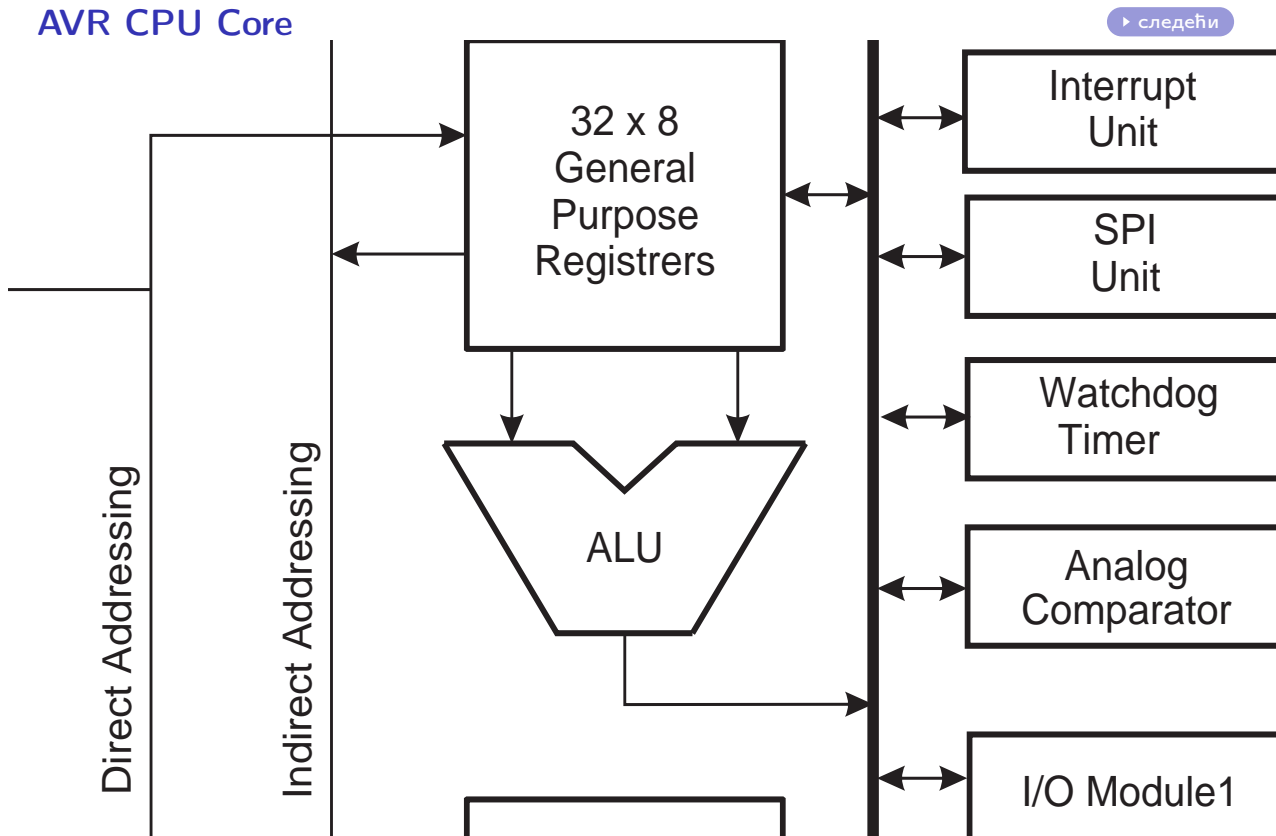 AVR CPU Core
следећи
32 x 8
General
Purpose
Registrers
ALU
Direct Addressing
Indirect Addressing
Interrupt
Unit
SPI
Unit
Watchdog
Timer
Analog
Comparator
I/O Module1